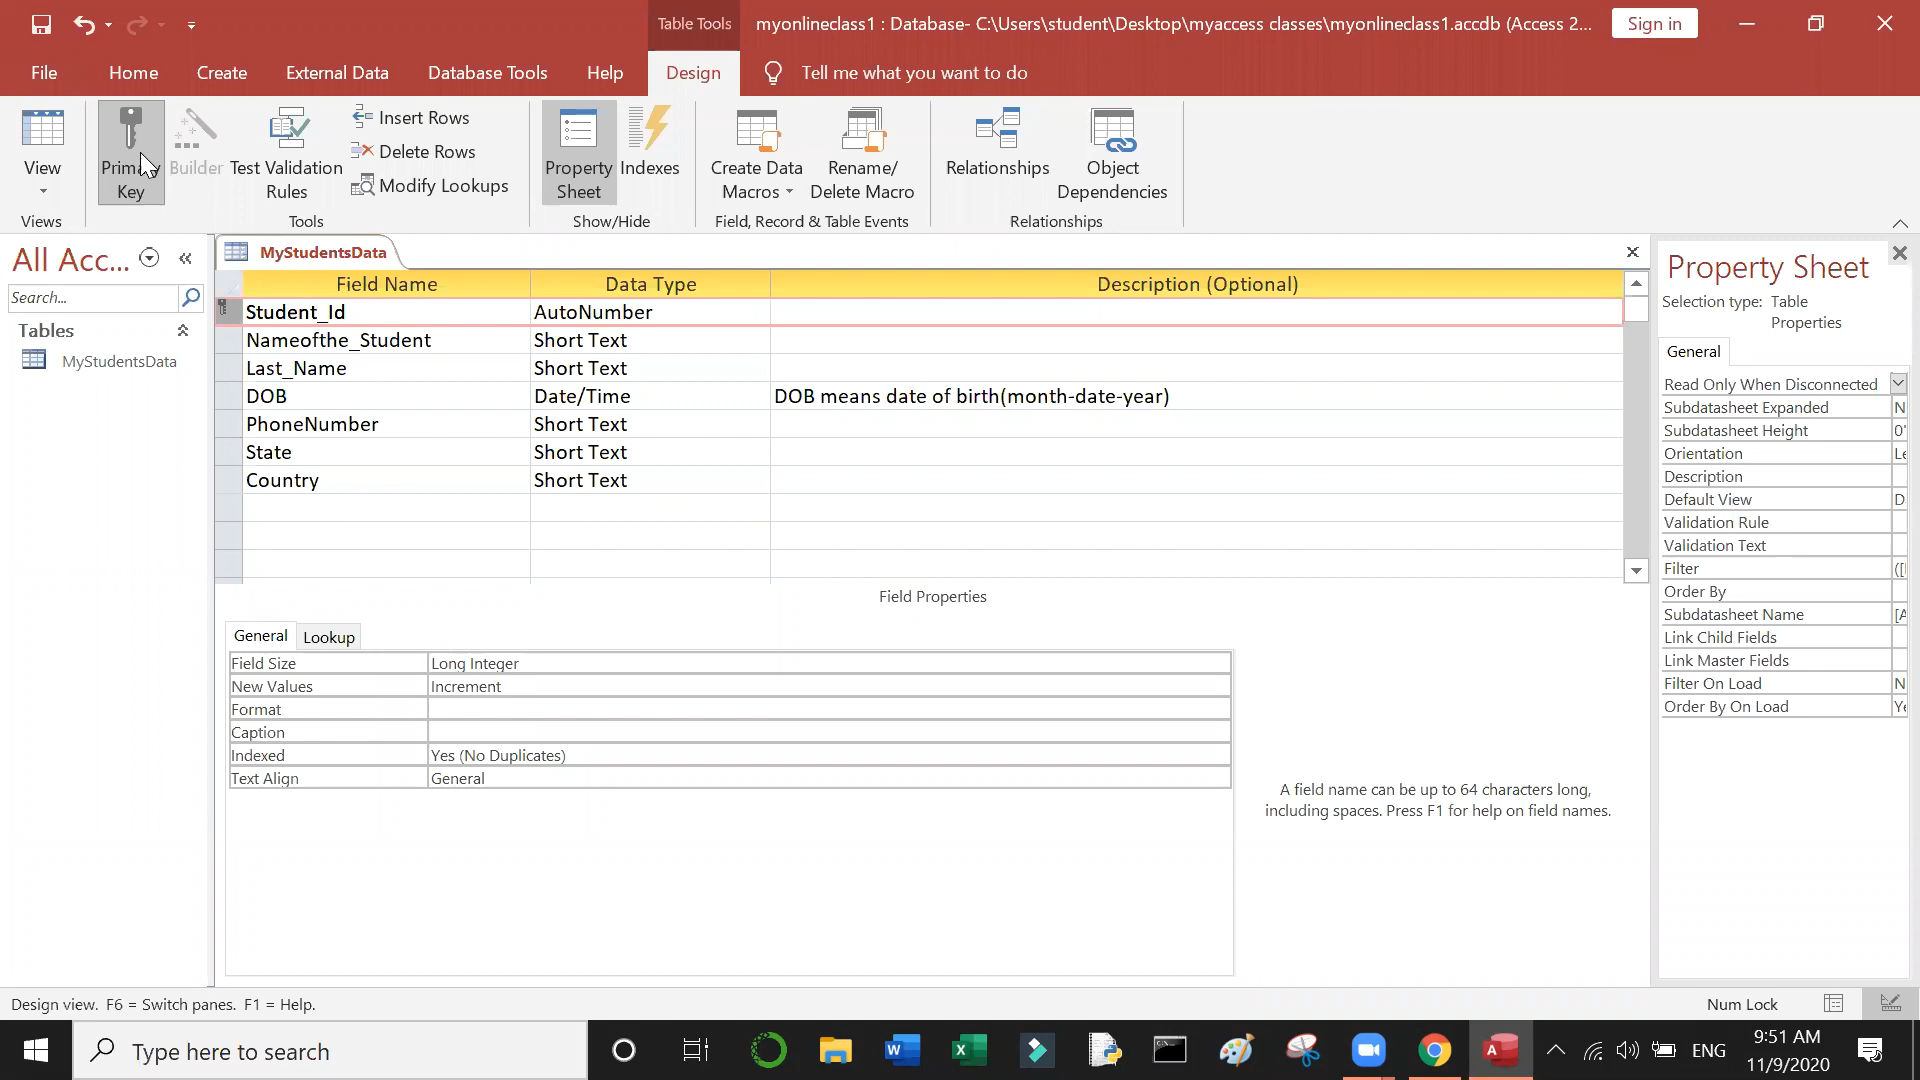 Table Tools
myonlineclass1 : Database- C:\Users\student\Desktop\myaccess classes\myonlineclass1.accdb (Access 2...
Sign in
File Home Create External Data Database Tools Help Design Tell me what you want to do
View
Primary Key
Builder
Test Validation Rules
Insert Rows
Delete Rows
Modify Lookups
Property Sheet
Indexes
Create Data Macros
Rename/ Delete Macro
Relationships
Object Dependencies
Views
Tools
Show/Hide
Field, Record & Table Events
Relationships
All Acc...
Search...
Tables
MyStudentsData
MyStudentsData
Field Name Data Type Description (Optional)
Student_Id AutoNumber
Nameofthe_Student Short Text
Last_Name Short Text
DOB Date/Time DOB means date of birth(month-date-year)
PhoneNumber Short Text
State Short Text
Country Short Text
Field Properties
General Lookup
Field Size Long Integer
New Values Increment
Format
Caption
Indexed Yes (No Duplicates)
Text Align General
A field name can be up to 64 characters long,
including spaces. Press F1 for help on field names.
Property Sheet
Selection type: Table
Properties
General
Read Only When Disconnected
Subdatasheet Expanded N
Subdatasheet Height 0"
Orientation Le
Description
Default View D
Validation Rule
Validation Text
Filter ([
Order By
Subdatasheet Name [A
Link Child Fields
Link Master Fields
Filter On Load N
Order By On Load Ye
Design view. F6 = Switch panes. F1 = Help.
Num Lock
Type here to search
ENG
9:51 AM
11/9/2020